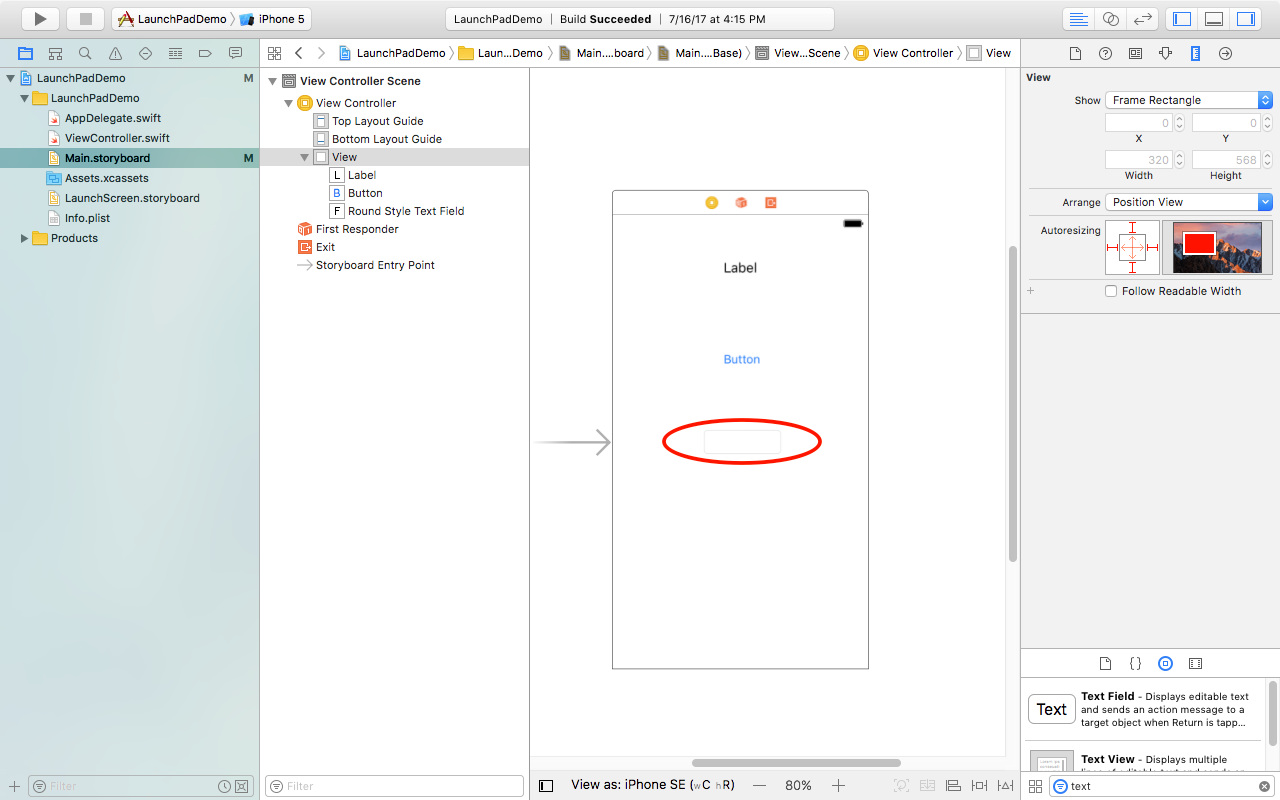 LaunchPadDemo iPhone 5
LaunchPadDemo Build Succeeded 7/16/17 at 4:15 PM
LaunchPadDemo M
LaunchPadDemo
AppDelegate.swift
ViewController.swift
Main.storyboard M
Assets.xcassets
LaunchScreen.storyboard
Info.plist
Products
Filter
LaunchPadDemo Laun...Demo Main....board Main....Base) View...Scene View Controller View
View Controller Scene
View Controller
Top Layout Guide
Bottom Layout Guide
View
L Label
B Button
F Round Style Text Field
First Responder
Exit
Storyboard Entry Point
Filter
Label
Button
View as: iPhone SE (wC hR) — 80% +
View
Show Frame Rectangle
0 0
X Y
320 568
Width Height
Arrange Position View
Autoresizing
Follow Readable Width
Text
Text Field - Displays editable text
and sends an action message to a
target object when Return is tapp...
Text View - Displays multiple
text